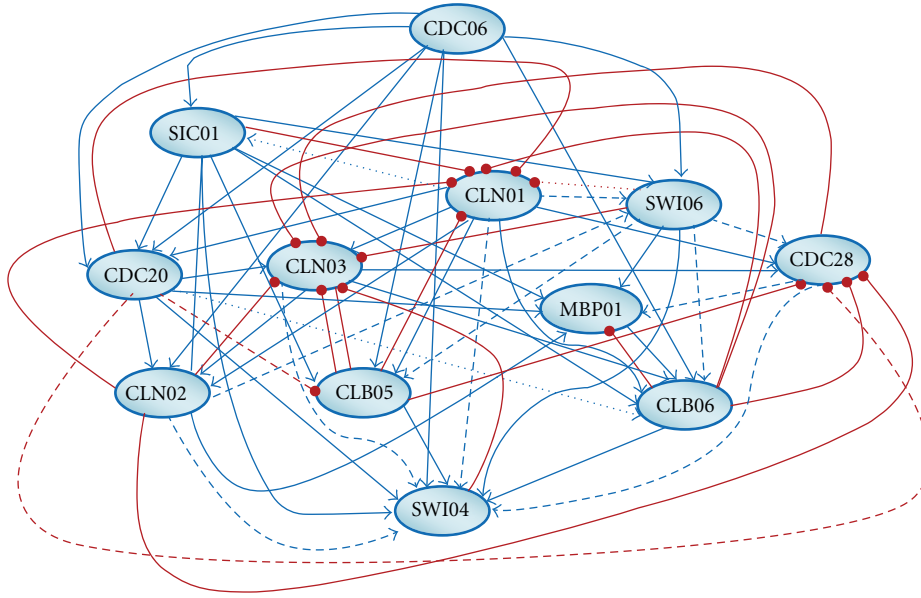 CDC06
SIC01
CLN01
SWI06
CDC20
CLN03
CDC28
MBP01
CLN02
CLB05
CLB06
SWI04